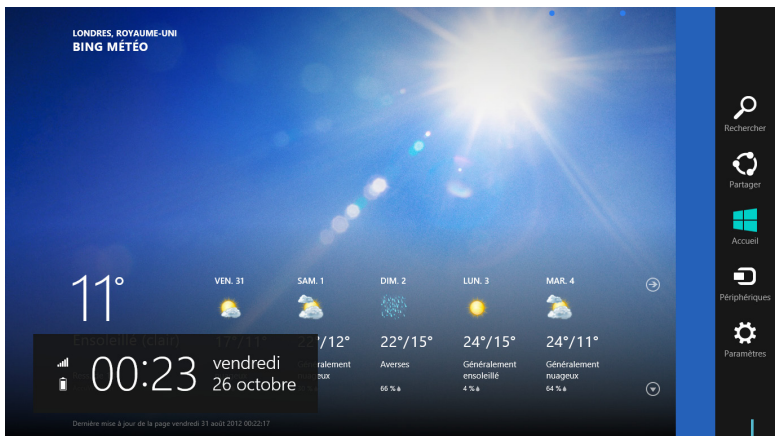 LONDRES, ROYAUME-UNI
BING MÉTÉO
Rechercher
Partager
Accueil
Périphériques
Paramètres
11°
Ensoleillé (clair)
VEN. 31
17°/11°
SAM. 1
22°/12°
DIM. 2
22°/15°
Averses
66 %
LUN. 3
24°/15°
Généralement
ensoleillé
4 %
MAR. 4
24°/11°
Généralement
nuageux
64 %
00:23
vendredi
26 octobre
Dernière mise à jour de la page vendredi 31 août 2012 00:22:17